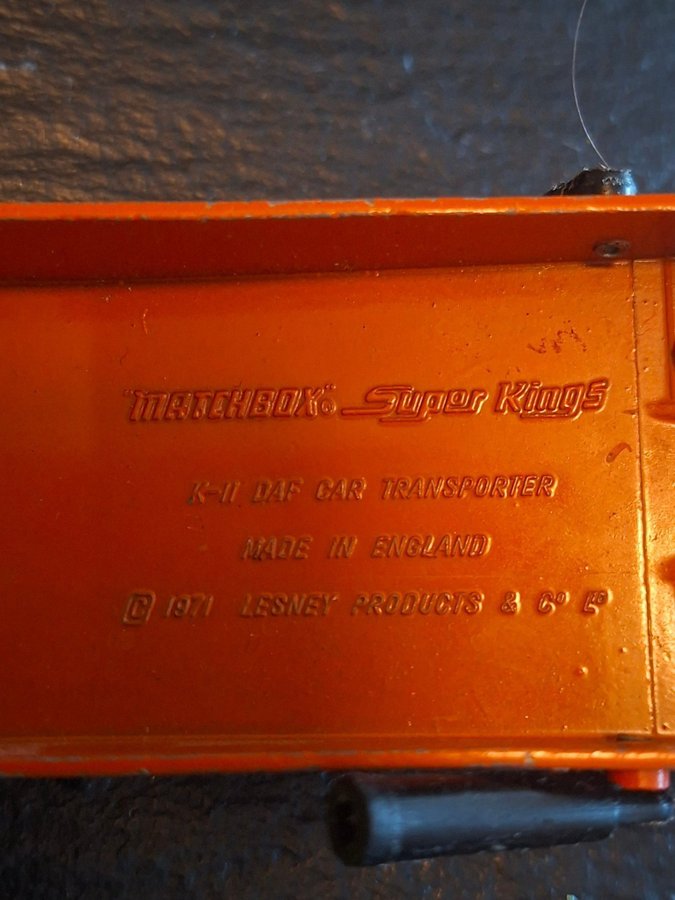 "MATCHBOX"® Super Kings
K-11 DAF CAR TRANSPORTER
MADE IN ENGLAND
© 1971 LESNEY PRODUCTS & Cº Lᵀᴰ